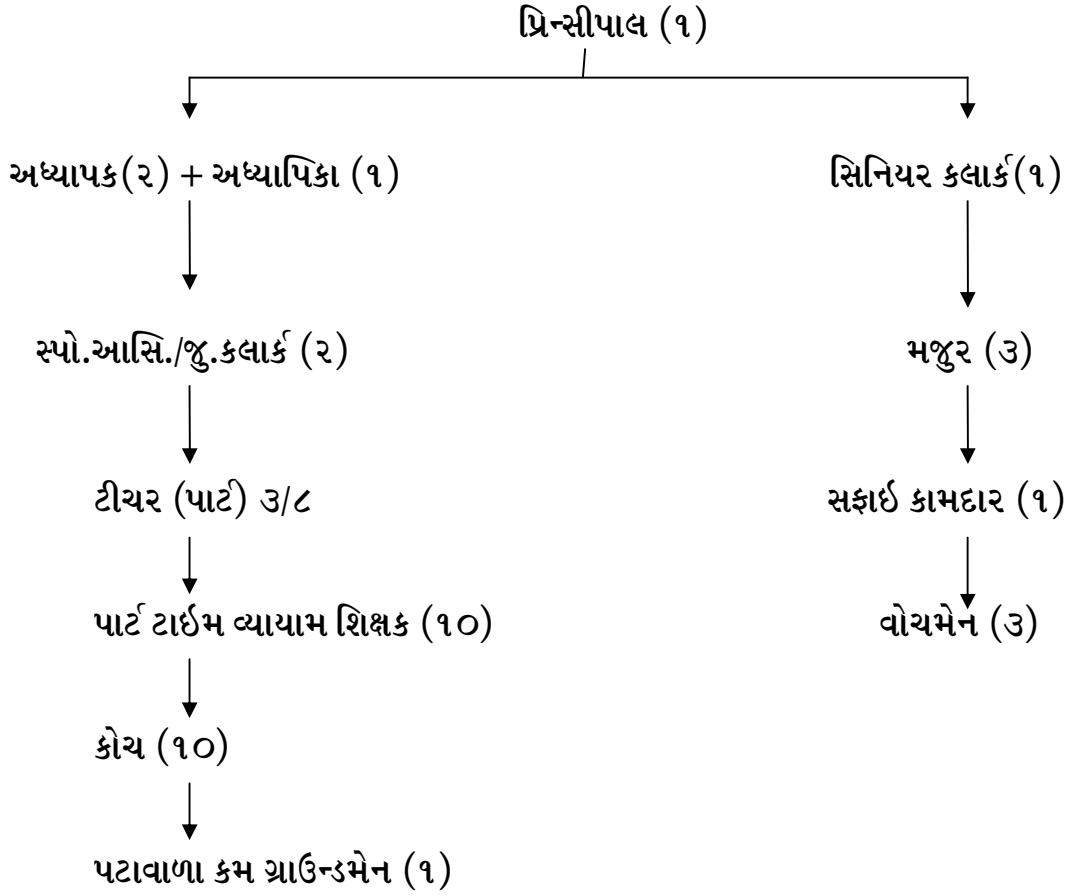 પ્રિન્સીપાલ (૧)
અધ્યાપક(૨) + અધ્યાપિકા (૧)
સિનિયર કલાર્ક(૧)
સ્પો.આસિ./જુ.કલાર્ક (૨)
મજુર (૩)
ટીચર (પાર્ટ) ૩/૮
સફાઇ કામદાર (૧)
પાર્ટ ટાઇમ વ્યાયામ શિક્ષક (૧૦)
વોચમેન (૩)
કોચ (૧૦)
પટાવાળા કમ ગ્રાઉન્ડમેન (૧)